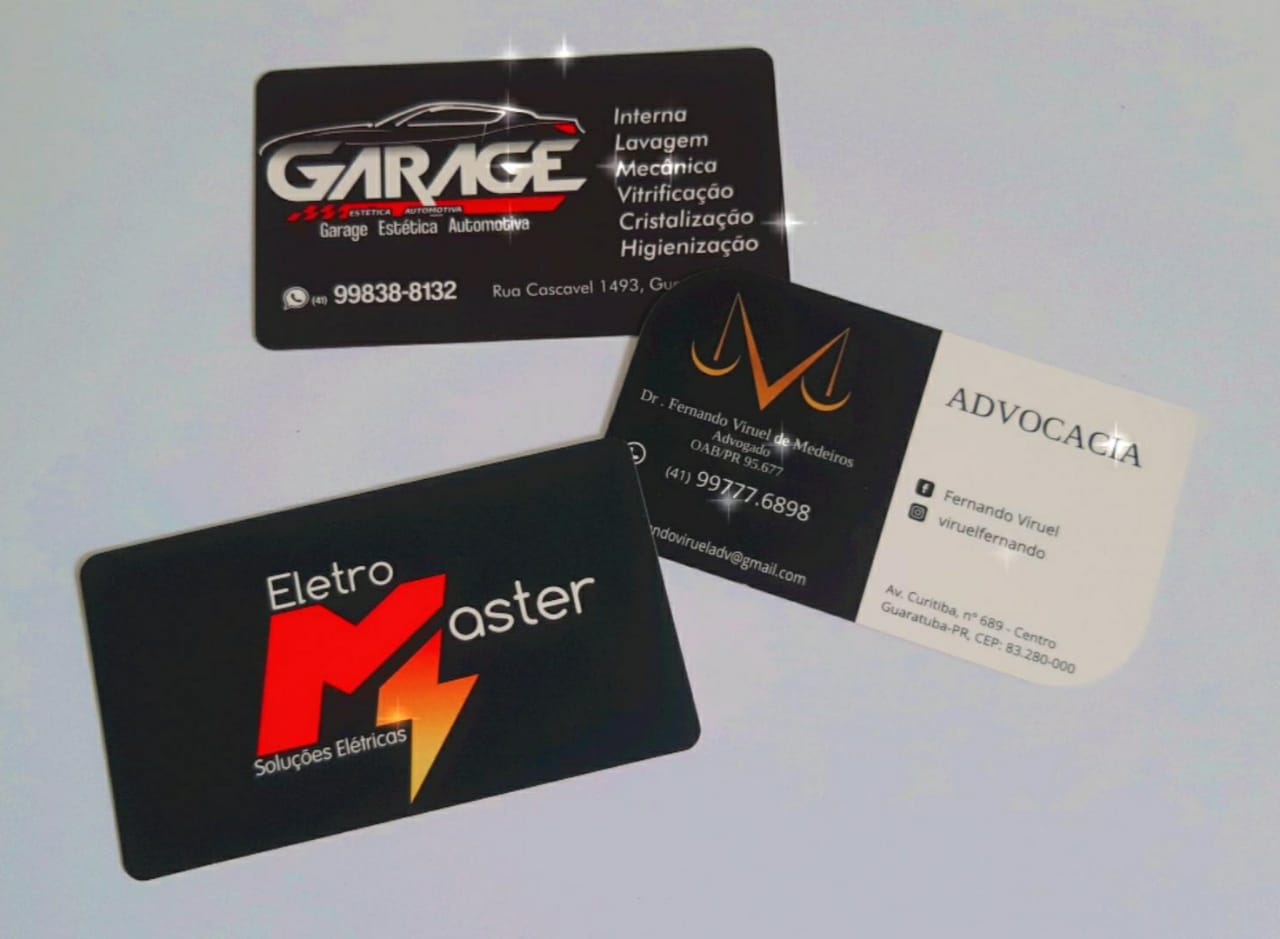 GARAGE
ESTÉTICA AUTOMOTIVA
Garage Estética Automotiva
Interna
Lavagem
Mecânica
Vitrificação
Cristalização
Higienização
(41) 99838-8132
Rua Cascavel 1493,
Dr. Fernando Viruel de Medeiros
Advogado
OAB/PR 95.677
(41) 99777.6898
ndovirueladv@gmail.com
ADVOCACIA
Fernando Viruel
viruelfernando
Av. Curitiba, nº 689 - Centro
Guaratuba-PR, CEP: 83.280-000
Eletro
Master
Soluções Elétricas